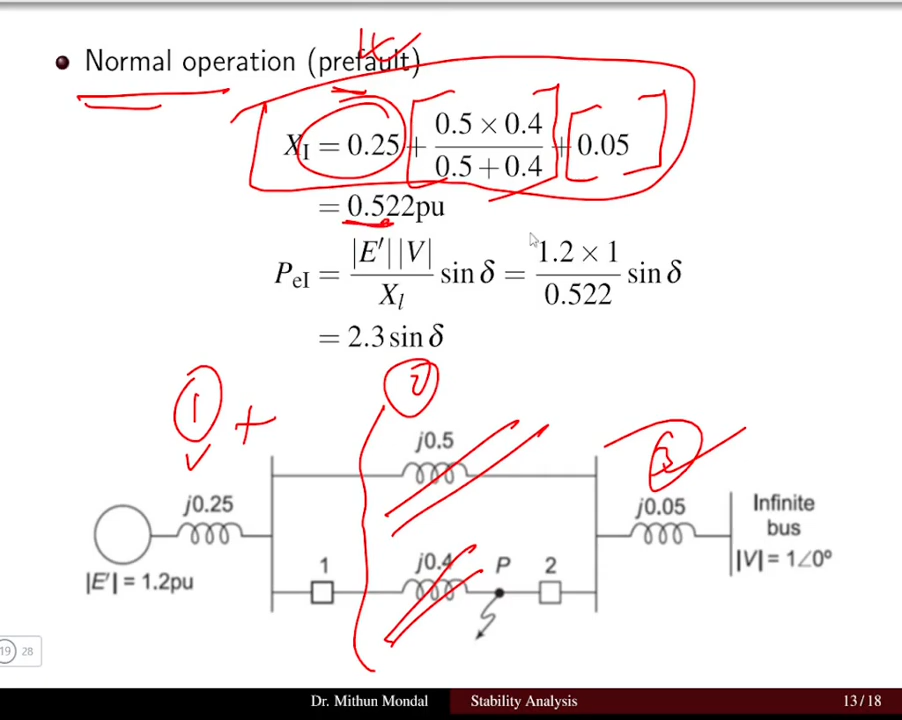 Normal operation (prefault)
X_I = 0.25 + (0.5 × 0.4)/(0.5 + 0.4) + 0.05
= 0.522pu
P_eI = |E′||V|/X_l sin δ = 1.2 × 1/0.522 sin δ
= 2.3 sin δ
1 + 2 3
j0.5
j0.25 j0.05 Infinite
bus
1 j0.4 P 2 |V| = 1∠0º
|E′| = 1.2pu
19 28
Dr. Mithun Mondal Stability Analysis 13/18